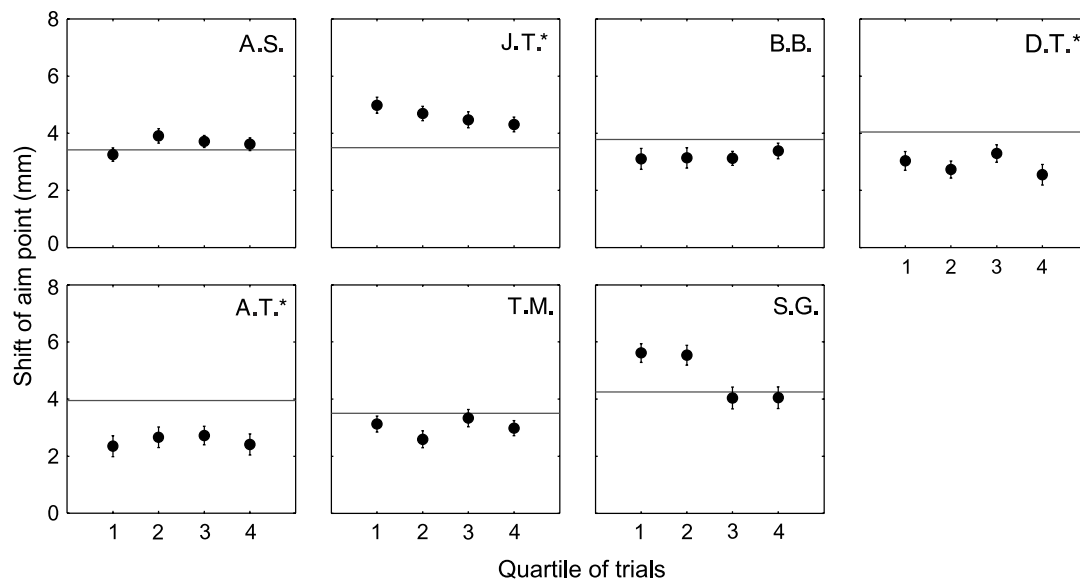 Shift of aim point (mm)
8
6
4
2
0
A.S.
J.T.*
B.B.
D.T.*
1 2 3 4
6
4
2
0
A.T.*
T.M.
S.G.
1 2 3 4
1 2 3 4
1 2 3 4
Quartile of trials